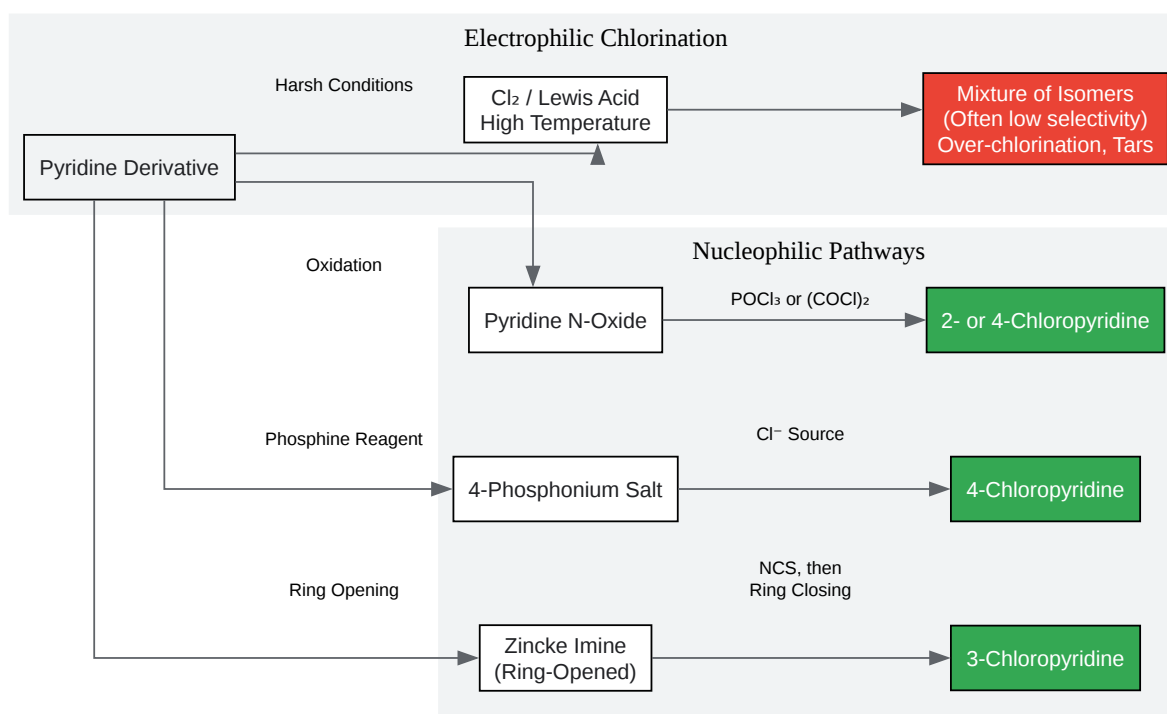 Electrophilic Chlorination
Harsh Conditions
Cl₂ / Lewis Acid
High Temperature
Mixture of Isomers
(Often low selectivity)
Over-chlorination, Tars
Pyridine Derivative
Nucleophilic Pathways
Oxidation
Pyridine N-Oxide
POCl₃ or (COCl)₂
2- or 4-Chloropyridine
Phosphine Reagent
4-Phosphonium Salt
Cl⁻ Source
4-Chloropyridine
Ring Opening
Zincke Imine
(Ring-Opened)
NCS, then
Ring Closing
3-Chloropyridine